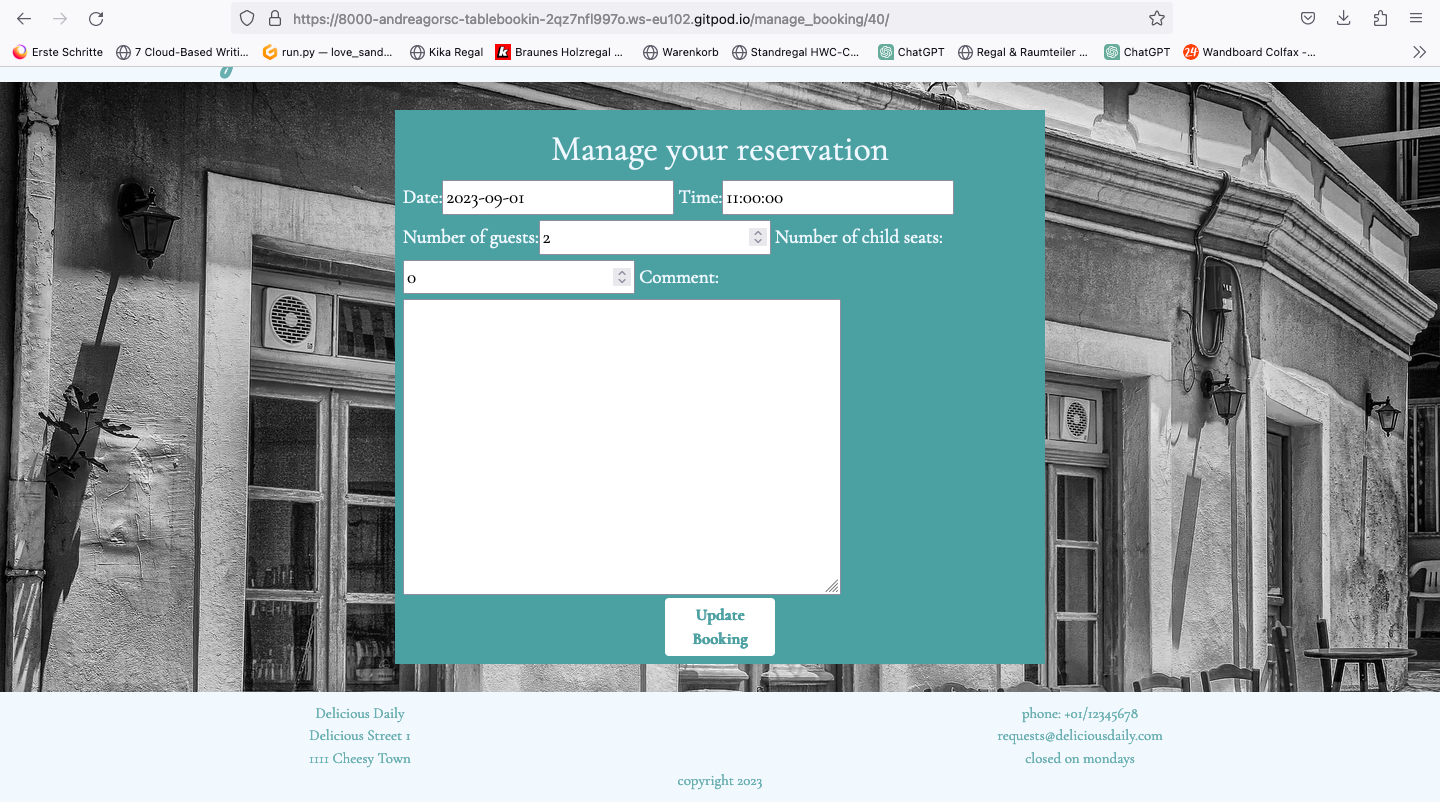 https://8000-andreagorsc-tablebookin-2qz7nfl997o.ws-eu102.gitpod.io/manage_booking/40/
Erste Schritte 7 Cloud-Based Writi... run.py — love_sand... Kika Regal Braunes Holzregal ... Warenkorb Standregal HWC-C... ChatGPT Regal & Raumteiler ... ChatGPT Wandboard Colfax -...
Manage your reservation
Date: 2023-09-01 Time: 11:00:00
Number of guests: 2 Number of child seats:
0 Comment:
Update
Booking
Delicious Daily
Delicious Street 1
1111 Cheesy Town
phone: +01/12345678
requests@deliciousdaily.com
closed on mondays
copyright 2023